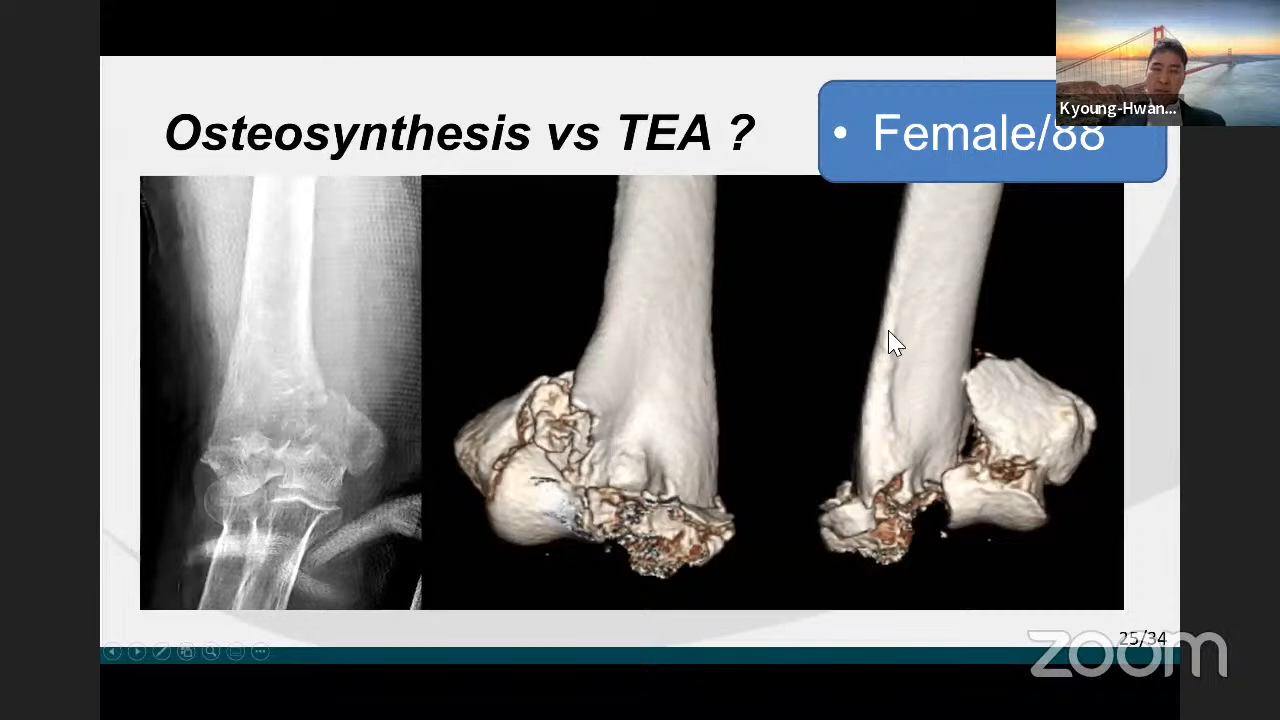 Osteosynthesis vs TEA ?
• Female/88
Kyoung-Hwan...
25/34
zoom